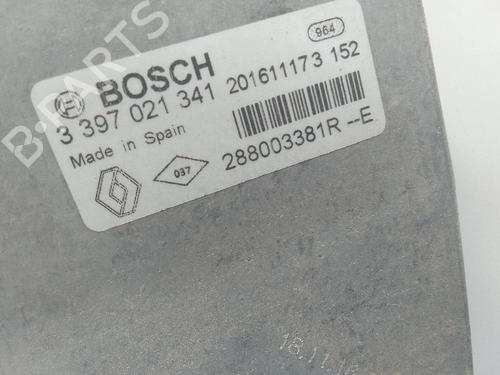 964
BOSCH
3 397 021 341 201611173 152
Made in Spain
037
288003381R --E
B-PARTS